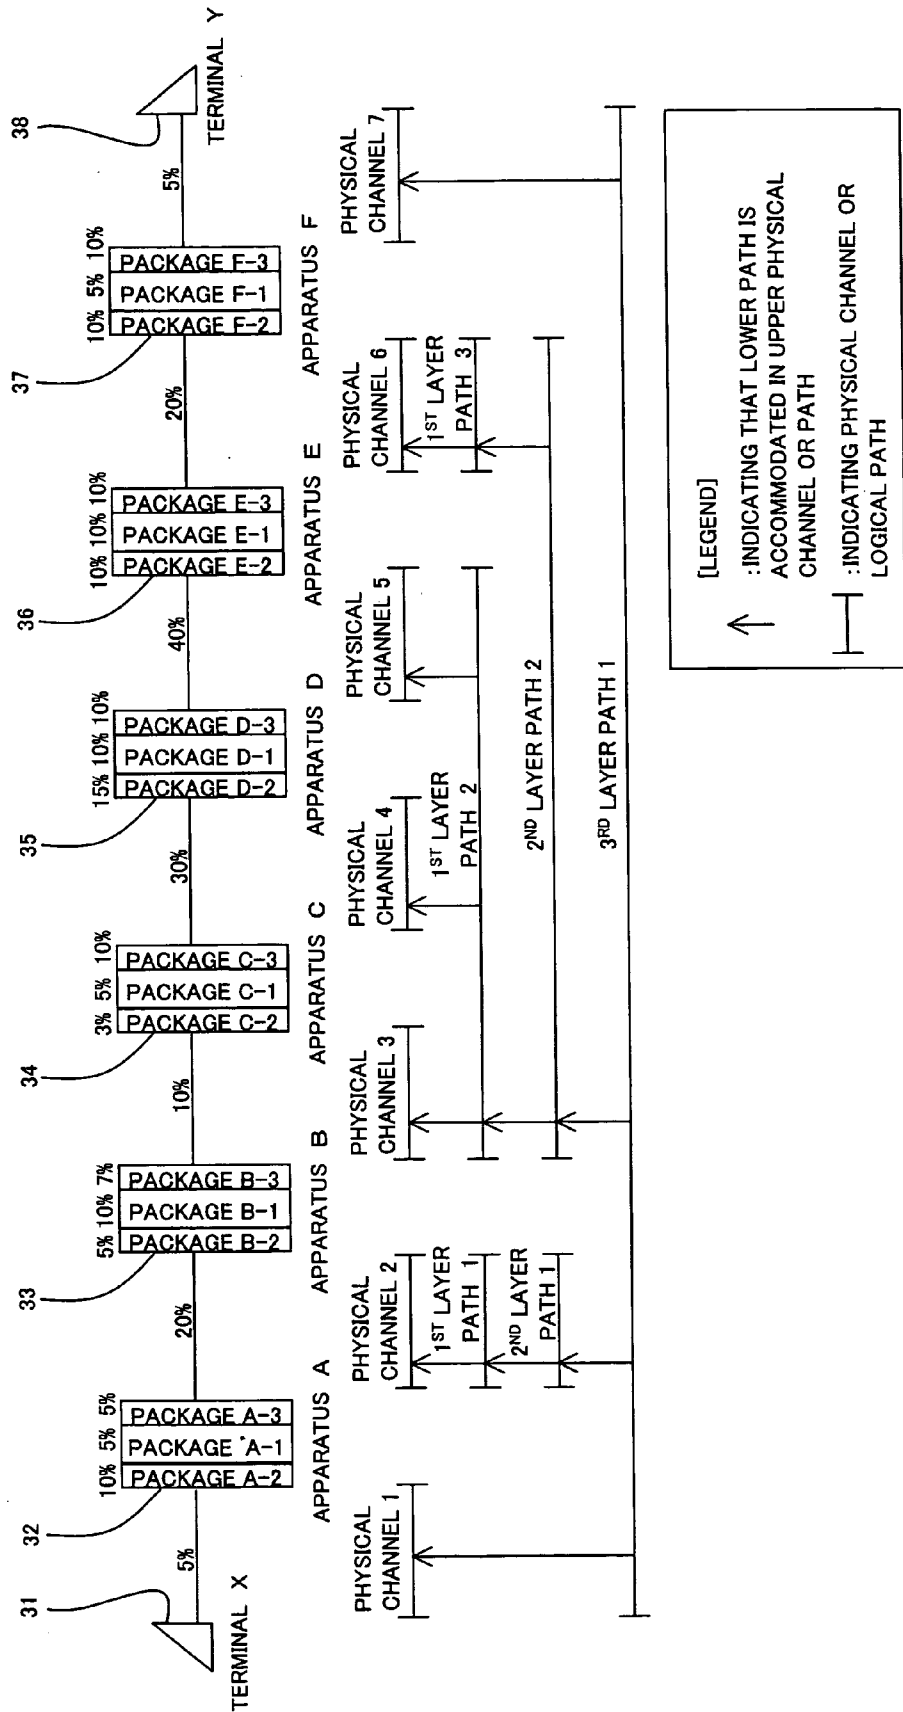 31
32
33
34
35
36
37
38
5%
20%
10%
30%
40%
20%
5%
10% 5% 5%
5% 10% 7%
3% 5% 10%
15% 10% 10%
10% 10% 10%
10% 5% 10%
PACKAGE A-2
PACKAGE A-1
PACKAGE A-3
PACKAGE B-2
PACKAGE B-1
PACKAGE B-3
PACKAGE C-2
PACKAGE C-1
PACKAGE C-3
PACKAGE D-2
PACKAGE D-1
PACKAGE D-3
PACKAGE E-2
PACKAGE E-1
PACKAGE E-3
PACKAGE F-2
PACKAGE F-1
PACKAGE F-3
TERMINAL X
TERMINAL Y
APPARATUS A
APPARATUS B
APPARATUS C
APPARATUS D
APPARATUS E
APPARATUS F
PHYSICAL
CHANNEL 1
PHYSICAL
CHANNEL 2
PHYSICAL
CHANNEL 3
PHYSICAL
CHANNEL 4
PHYSICAL
CHANNEL 5
PHYSICAL
CHANNEL 6
PHYSICAL
CHANNEL 7
1ST LAYER
PATH 1
1ST LAYER
PATH 2
1ST LAYER
PATH 3
2ND LAYER
PATH 1
2ND LAYER PATH 2
3RD LAYER PATH 1
[LEGEND]
:INDICATING THAT LOWER PATH IS
ACCOMMODATED IN UPPER PHYSICAL
CHANNEL OR PATH
:INDICATING PHYSICAL CHANNEL OR
LOGICAL PATH